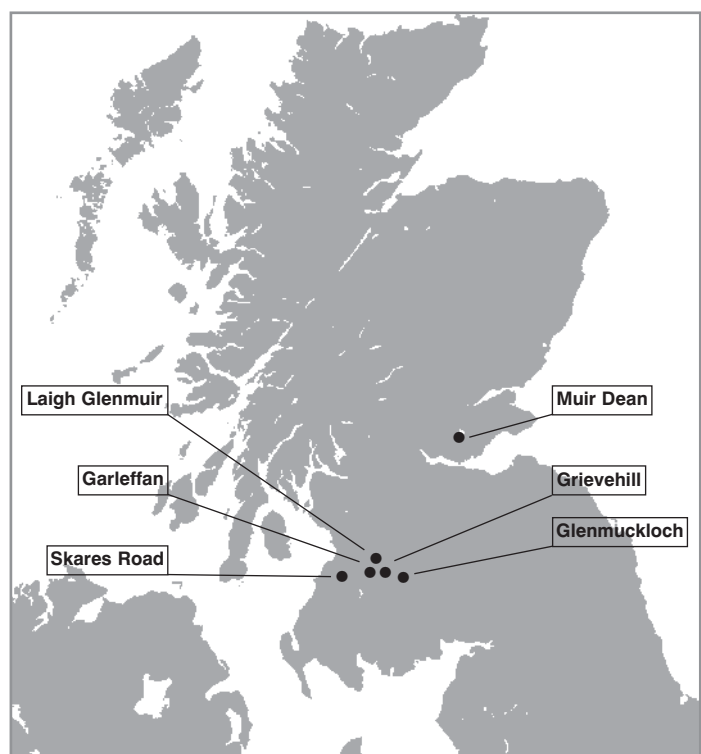 Laigh Glenmuir
Muir Dean
Garleffan
Grievehill
Skares Road
Glenmuckloch